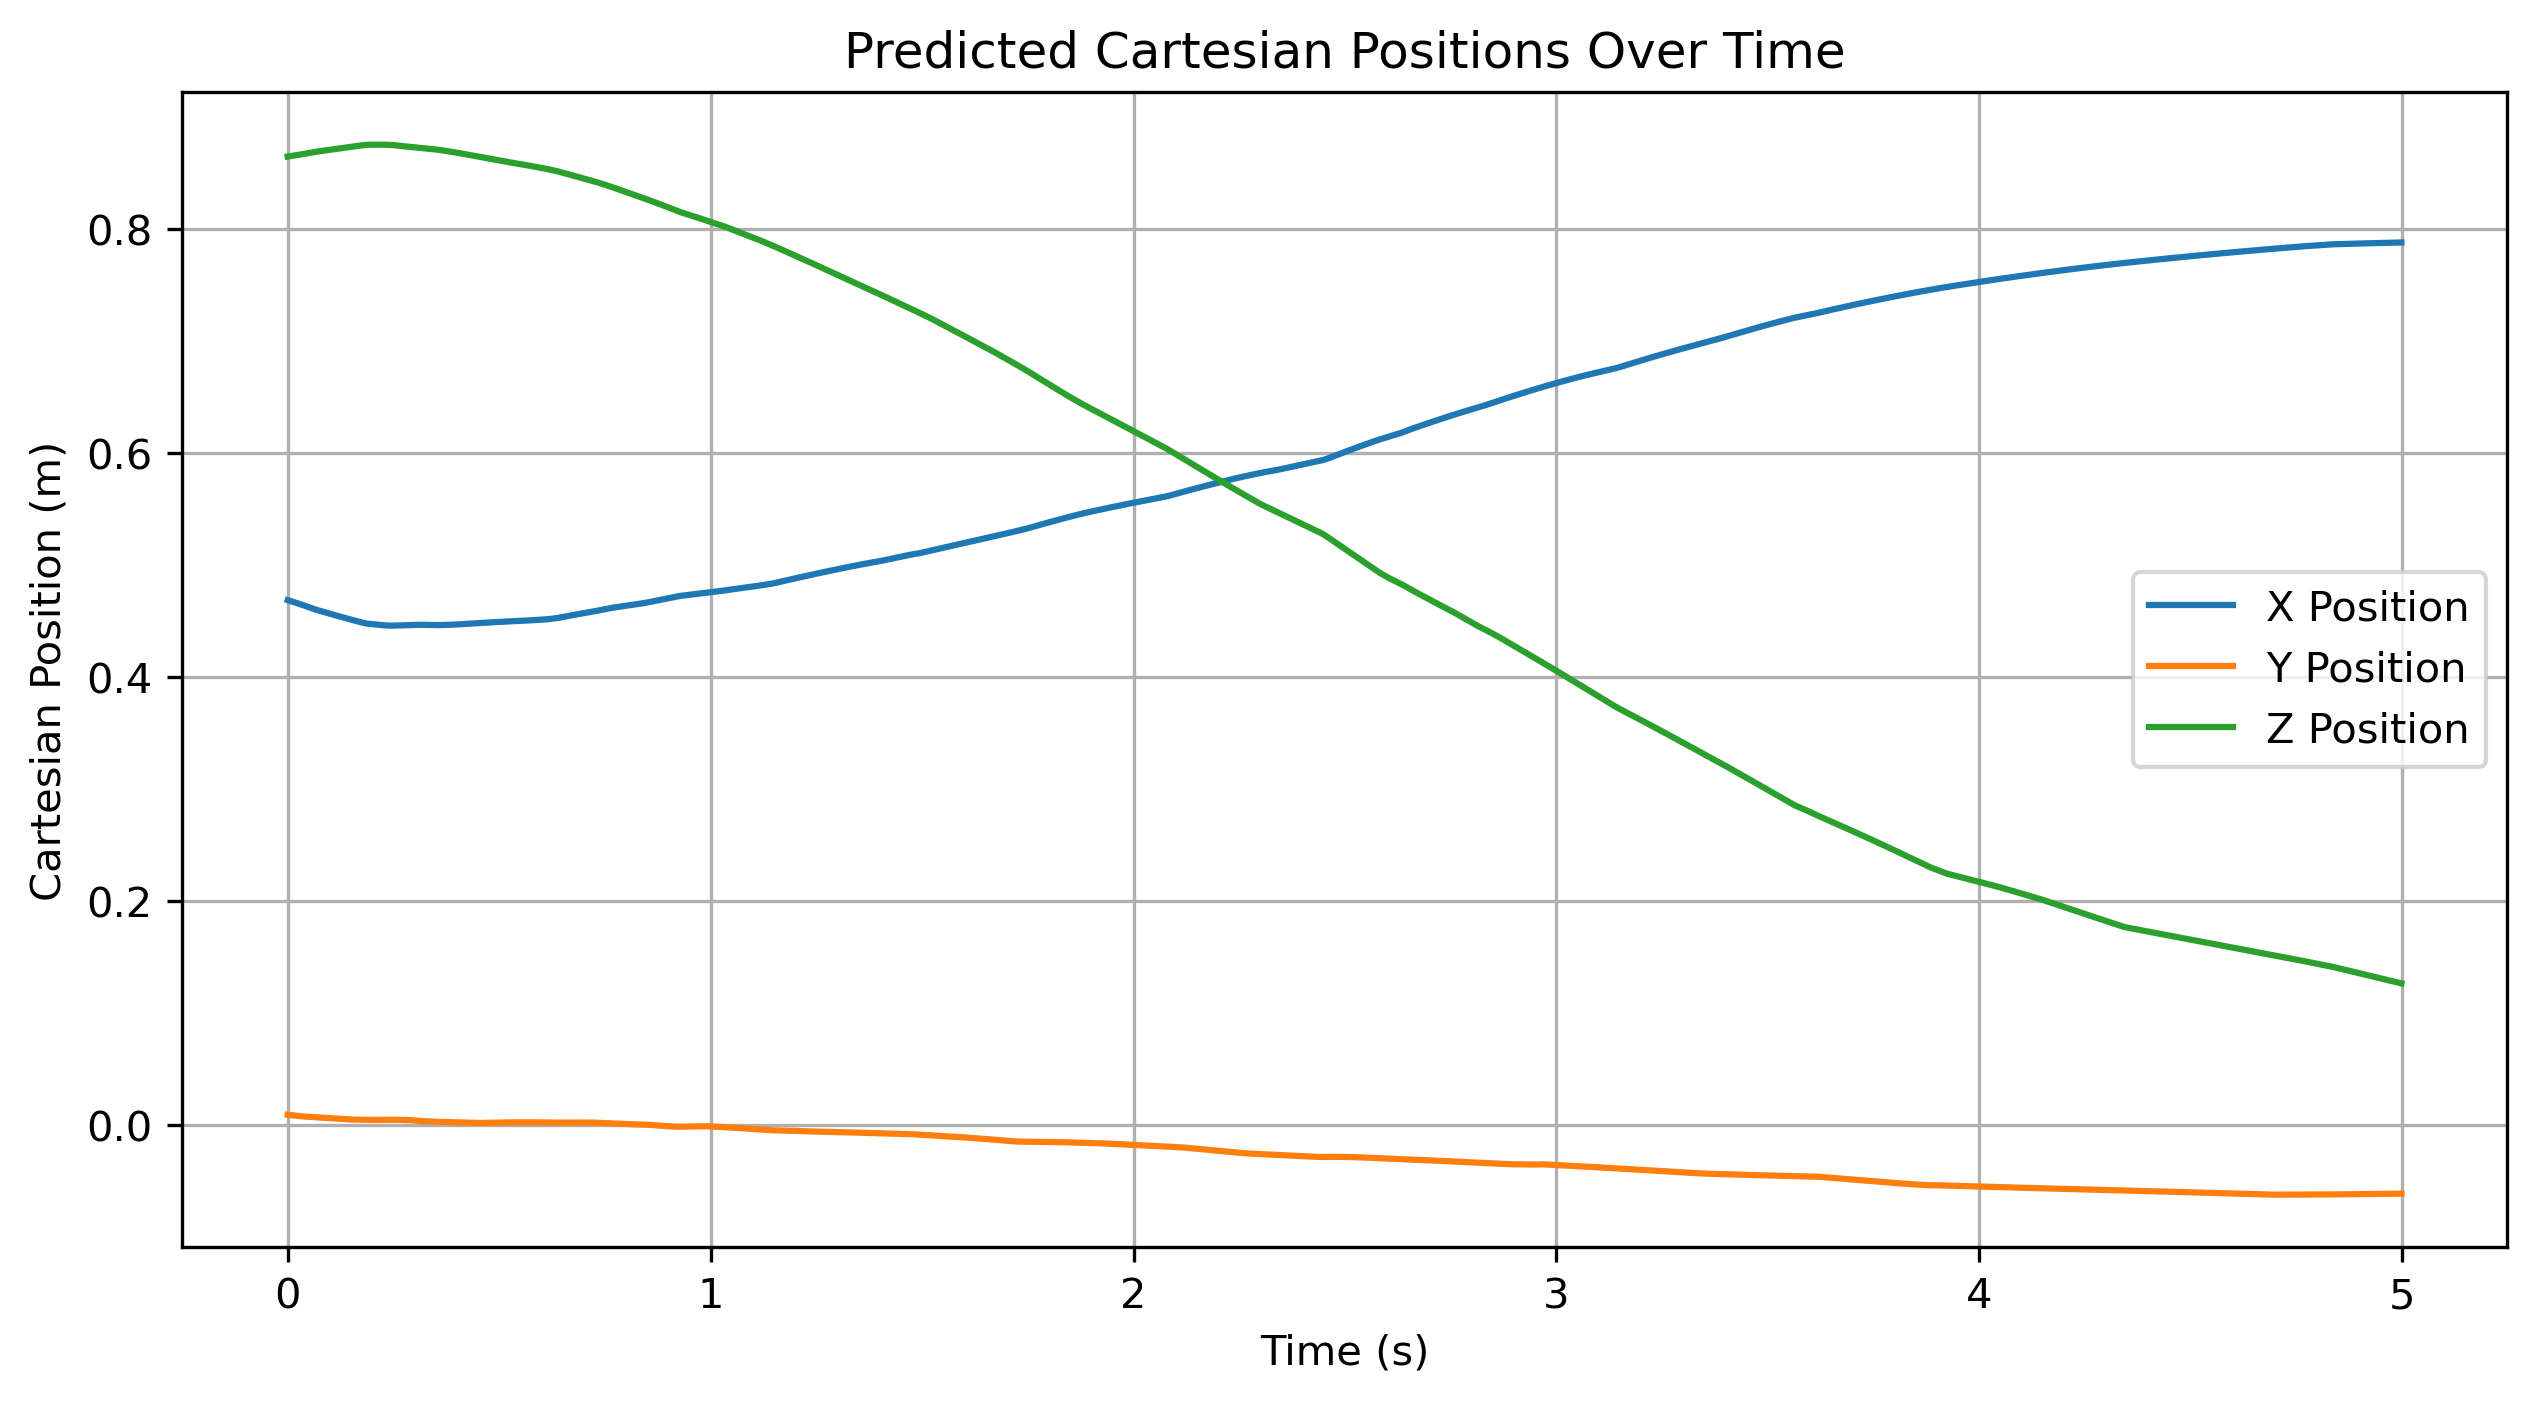 Predicted Cartesian Positions Over Time
Cartesian Position (m)
0.8
0.6
0.4
0.2
0.0
X Position
Y Position
Z Position
0 1 2 3 4 5
Time (s)